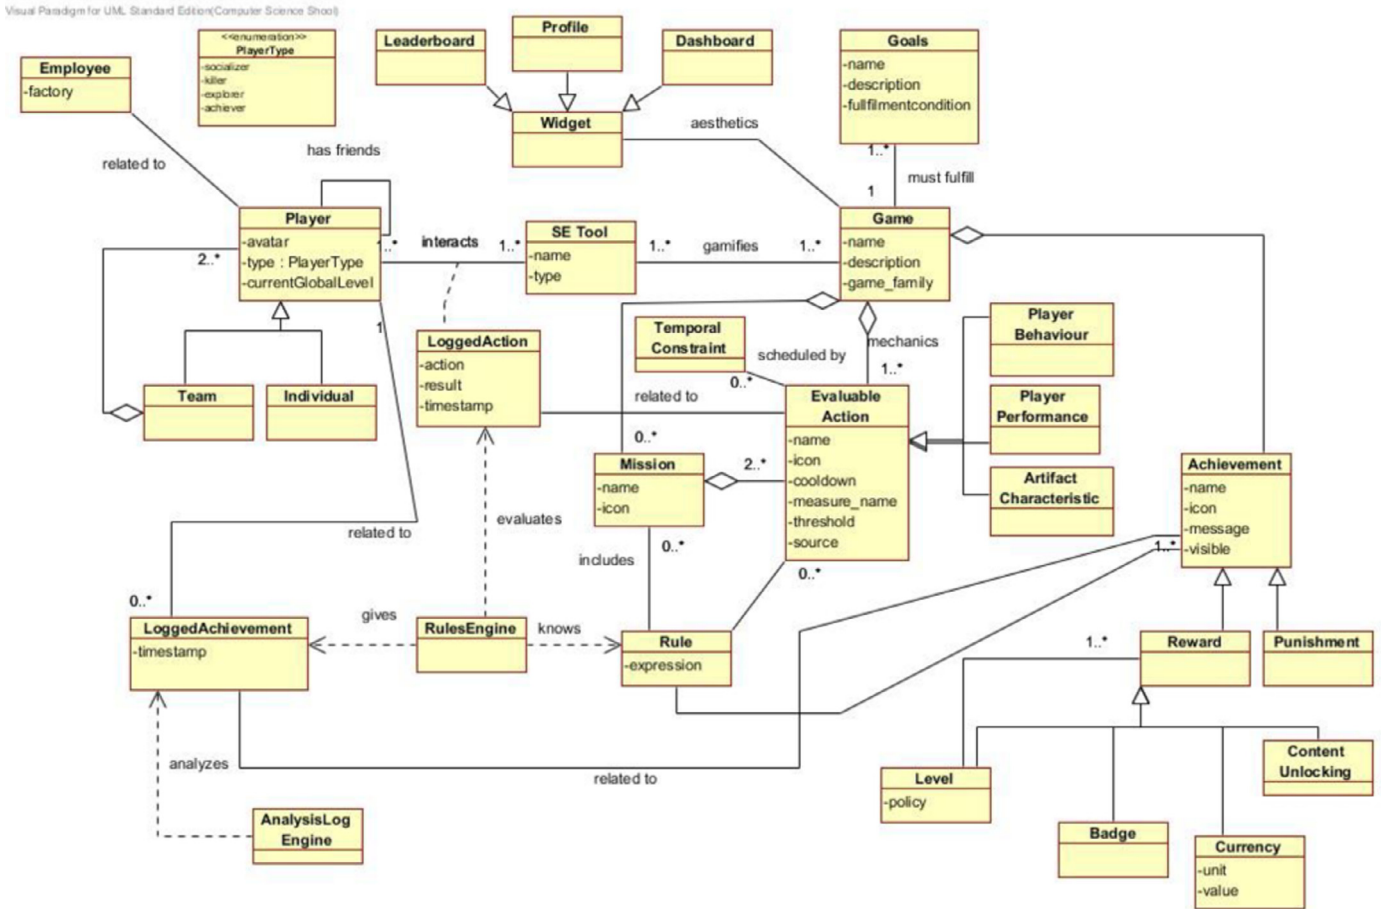 Visual Paradigm for UML Standard Edition(Computer Science Shool)
Employee
-factory
<<enumeration>>
PlayerType
-socializer
-killer
-explorer
-achiever
Leaderboard
Profile
Dashboard
Widget
Goals
-name
-description
-fullfilmentcondition
related to
has friends
aesthetics
1..*
must fulfill
1
Player
-avatar
-type : PlayerType
-currentGlobalLevel
2..*
1..*
interacts
1..*
SE Tool
-name
-type
1..*
gamifies
1..*
Game
-name
-description
-game_family
1
Team
Individual
LoggedAction
-action
-result
-timestamp
Temporal
Constraint
scheduled by
0..*
mechanics
1..*
Player
Behaviour
Player
Performance
Artifact
Characteristic
related to
Evaluable
Action
-name
-icon
-cooldown
-measure_name
-threshold
-source
0..*
Mission
-name
-icon
2..*
Achievement
-name
-icon
-message
-visible
1..*
related to
evaluates
includes
0..*
0..*
0..*
LoggedAchievement
-timestamp
gives
RulesEngine
knows
Rule
-expression
1..*
Reward
Punishment
analyzes
related to
AnalysisLog
Engine
Level
-policy
Badge
Currency
-unit
-value
Content
Unlocking